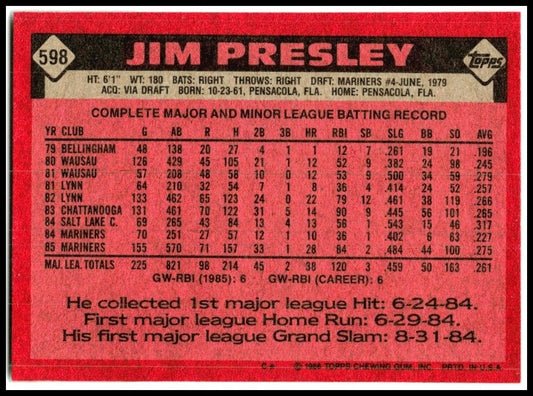 598
JIM PRESLEY
Topps
HT: 6'1" WT: 180 BATS: RIGHT THROWS: RIGHT DRFT: MARINERS #4-JUNE, 1979
ACQ: VIA DRAFT BORN: 10-23-61, PENSACOLA, FLA. HOME: PENSACOLA, FLA.
COMPLETE MAJOR AND MINOR LEAGUE BATTING RECORD
YR CLUB G AB R H 2B 3B HR RBI SB SLG BB SO AVG
79 BELLINGHAM 48 138 20 27 4 1 1 12 7 .261 19 21 .196
80 WAUSAU 126 429 45 105 19 2 12 52 9 .382 24 98 .245
81 WAUSAU 57 208 48 58 10 0 12 53 9 .500 34 59 .279
81 LYNN 64 210 32 54 7 1 8 36 4 .414 24 52 .257
82 LYNN 133 462 65 123 24 0 22 79 6 .461 38 119 .266
83 CHATTANOOGA 131 461 70 122 31 5 14 90 9 .445 56 101 .265
84 SALT LAKE C. 69 265 43 84 13 4 13 56 1 .543 15 46 .317
84 MARINERS 70 251 27 57 12 1 10 36 1 .402 6 63 .227
85 MARINERS 155 570 71 157 33 1 28 84 2 .484 44 100 .275
MAJ. LEA. TOTALS 225 821 98 214 45 2 38 120 3 .459 50 163 .261
GW-RBI (1985): 6 GW-RBI (CAREER): 6
He collected 1st major league Hit: 6-24-84.
First major league Home Run: 6-29-84.
His first major league Grand Slam: 8-31-84.
© 1986 TOPPS CHEWING GUM, INC. PRTD. IN U.S.A.